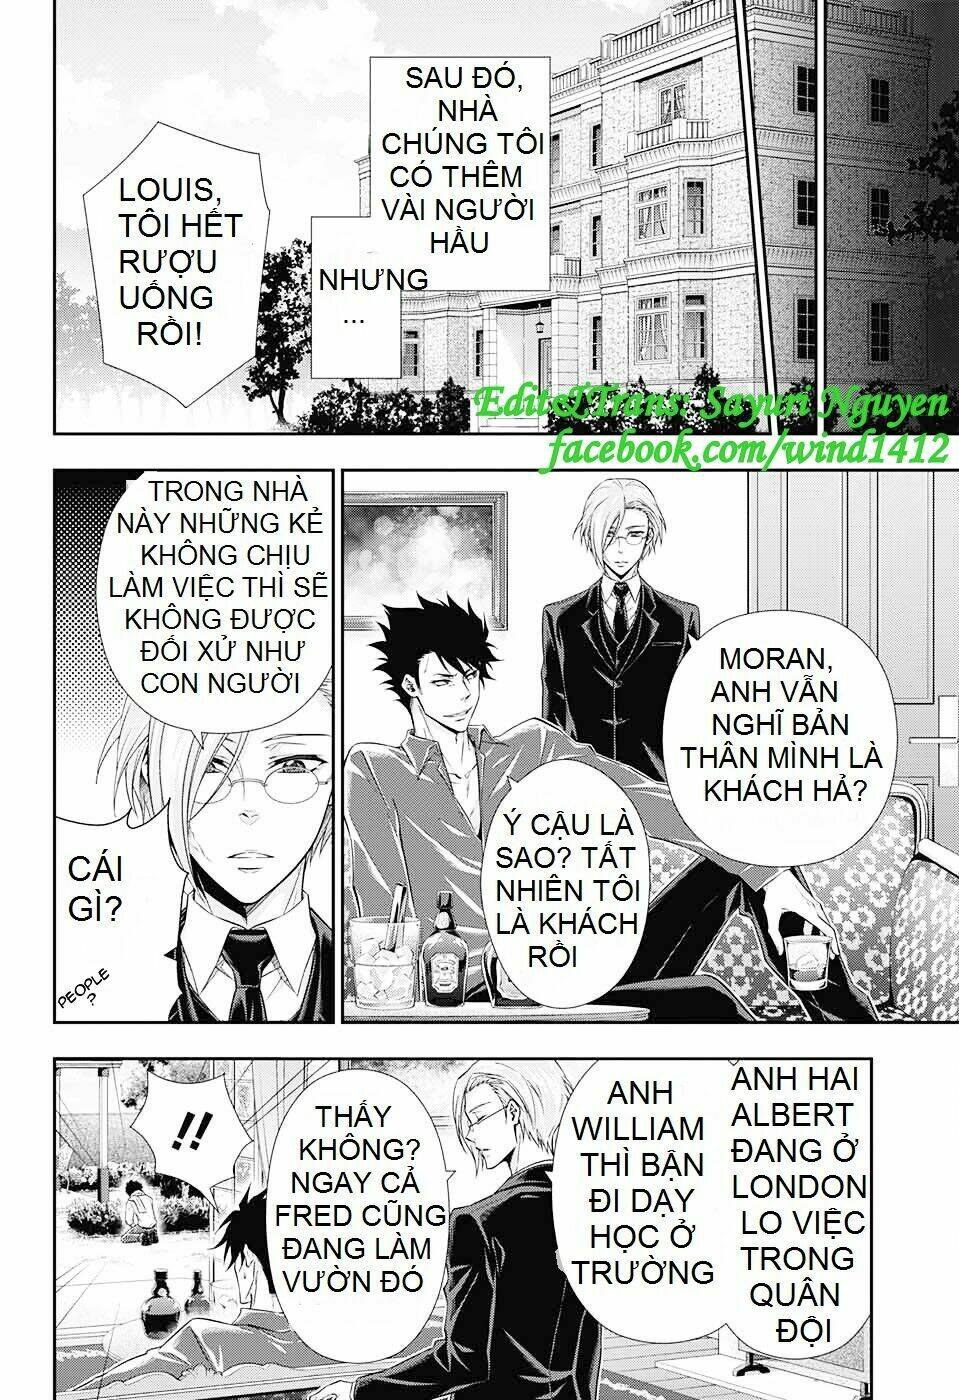 SAU ĐÓ,
NHÀ
CHÚNG TÔI
CÓ THÊM
VÀI NGƯỜI
HẦU
NHƯNG
...
LOUIS,
TÔI HẾT
RƯỢU
UỐNG
RỒI!
Edit&Trans: Sayuri Nguyen
facebook.com/wind1412
MORAN,
ANH VẪN
NGHĨ BẢN
THÂN MÌNH LÀ
KHÁCH HẢ?
Ý CẬU LÀ
SAO? TẤT
NHIÊN TÔI
LÀ KHÁCH
RỒI
TRONG NHÀ
NÀY NHỮNG KẺ
KHÔNG CHỊU
LÀM VIỆC THÌ SẼ
KHÔNG ĐƯỢC
ĐỐI XỬ NHƯ
CON NGƯỜI
CÁI
GÌ?
PEOPLE
?
ANH HAI
ALBERT
ĐANG Ở
LONDON
LO VIỆC
TRONG
QUÂN
ĐỘI
ANH
WILLIAM
THÌ BẬN
ĐI DẠY
HỌC Ở
TRƯỜNG
THẤY
KHÔNG?
NGAY CẢ
FRED CŨNG
ĐANG LÀM
VƯỜN ĐÓ
!!